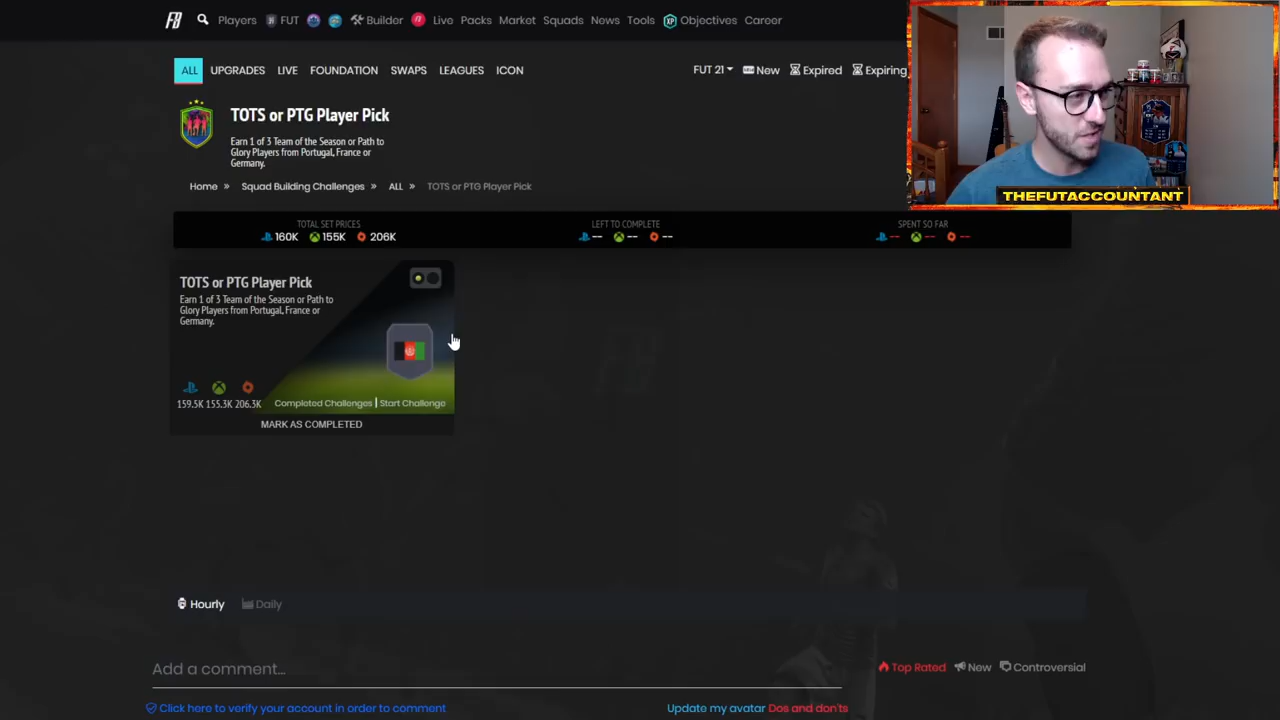 FB Players FUT Builder Live Packs Market Squads News Tools XP Objectives Career
ALL UPGRADES LIVE FOUNDATION SWAPS LEAGUES ICON FUT 21 New Expired Expiring
TOTS or PTG Player Pick
Earn 1 of 3 Team of the Season or Path to
Glory Players from Portugal, France or
Germany.
Home » Squad Building Challenges » ALL » TOTS or PTG Player Pick
THEFUTACCOUNTANT
TOTAL SET PRICES LEFT TO COMPLETE SPENT SO FAR
160K 155K 206K -- -- -- -- -- --
TOTS or PTG Player Pick
Earn 1 of 3 Team of the Season or Path to
Glory Players from Portugal, France or
Germany.
159.5K 155.3K 206.3K Completed Challenges | Start Challenge
MARK AS COMPLETED
Hourly Daily
Add a comment... Top Rated New Controversial
Click here to verify your account in order to comment Update my avatar Dos and don'ts